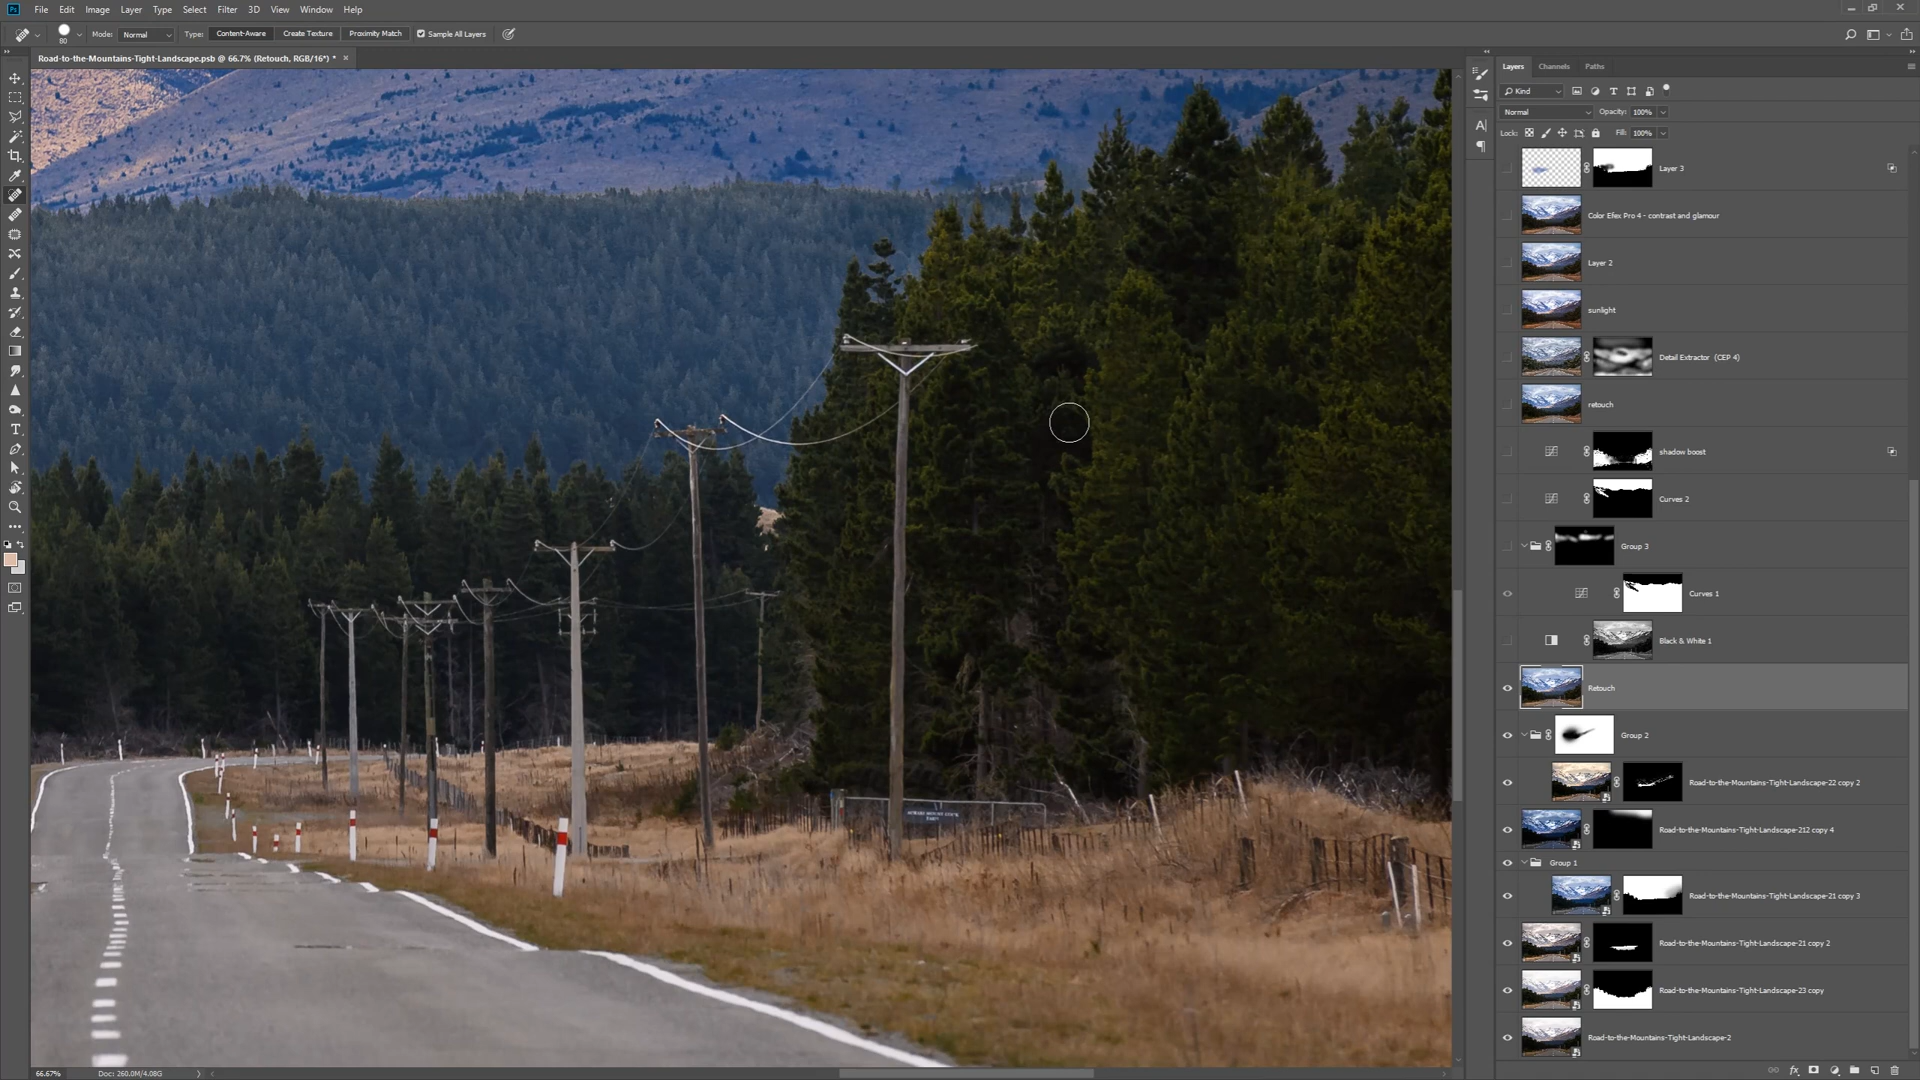 Ps File Edit Image Layer Type Select Filter 3D View Window Help
80 Mode: Normal Type: Content-Aware Create Texture Proximity Match Sample All Layers
Road-to-the-Mountains-Tight-Landscape.psb @ 66.7% (Retouch, RGB/16*) * ×
Layers Channels Paths
Kind
Normal Opacity: 100%
Lock: Fill: 100%
Layer 3
Color Efex Pro 4 - contrast and glamour
Layer 2
sunlight
Detail Extractor (CEP 4)
retouch
shadow boost
Curves 2
Group 3
Curves 1
Black & White 1
Retouch
Group 2
Road-to-the-Mountains-Tight-Landscape-22 copy 2
Road-to-the-Mountains-Tight-Landscape-212 copy 4
Group 1
Road-to-the-Mountains-Tight-Landscape-21 copy 3
Road-to-the-Mountains-Tight-Landscape-21 copy 2
Road-to-the-Mountains-Tight-Landscape-23 copy
Road-to-the-Mountains-Tight-Landscape-2
66.67% Doc: 260.0M/4.08G